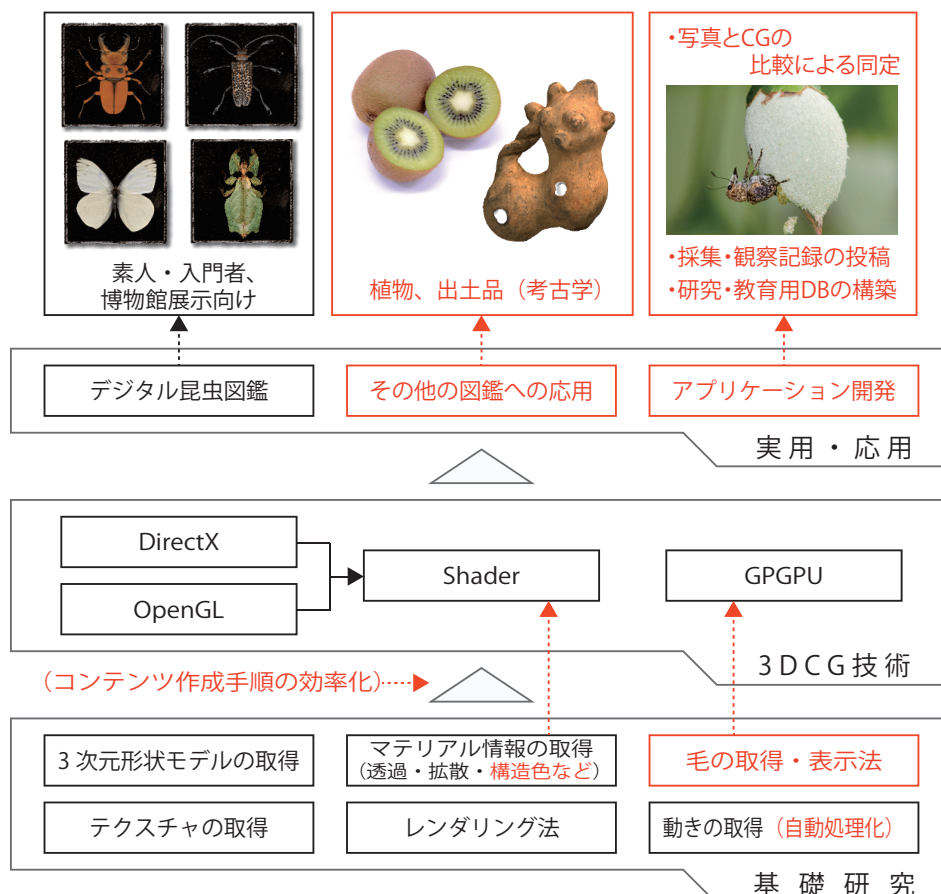 ・写真とCGの
比較による同定
素人・入門者、
博物館展示向け
植物、出土品（考古学）
・採集・観察記録の投稿
・研究・教育用DBの構築
デジタル昆虫図鑑
その他の図鑑への応用
アプリケーション開発
実用・応用
DirectX
OpenGL
Shader
GPGPU
3DCG技術
（コンテンツ作成手順の効率化）
3次元形状モデルの取得
マテリアル情報の取得
（透過・拡散・構造色など）
毛の取得・表示法
テクスチャの取得
レンダリング法
動きの取得（自動処理化）
基礎研究